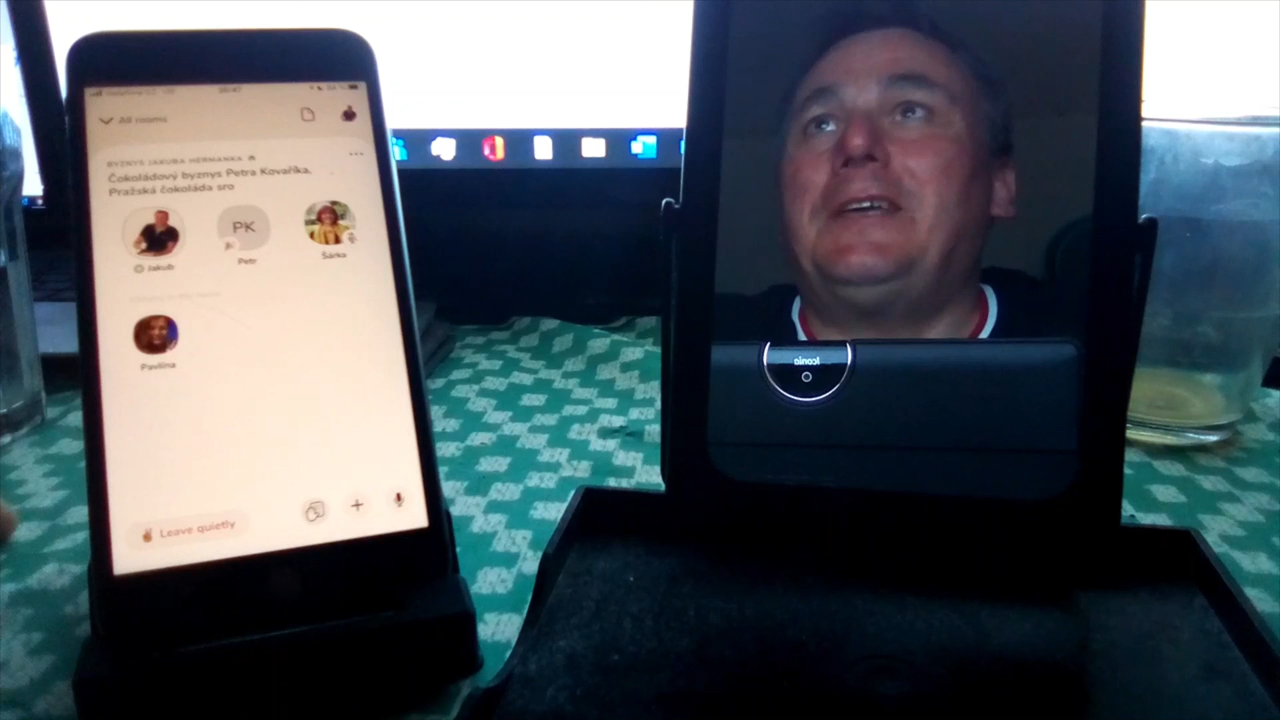 All rooms
BYZNYS JAKUBA HERMANKA
Čokoládový byznys Petra Kovaříka,
Pražská čokoláda sro
PK
Jakub
Petr
Šárka
Pavlína
Leave quietly
Iconia